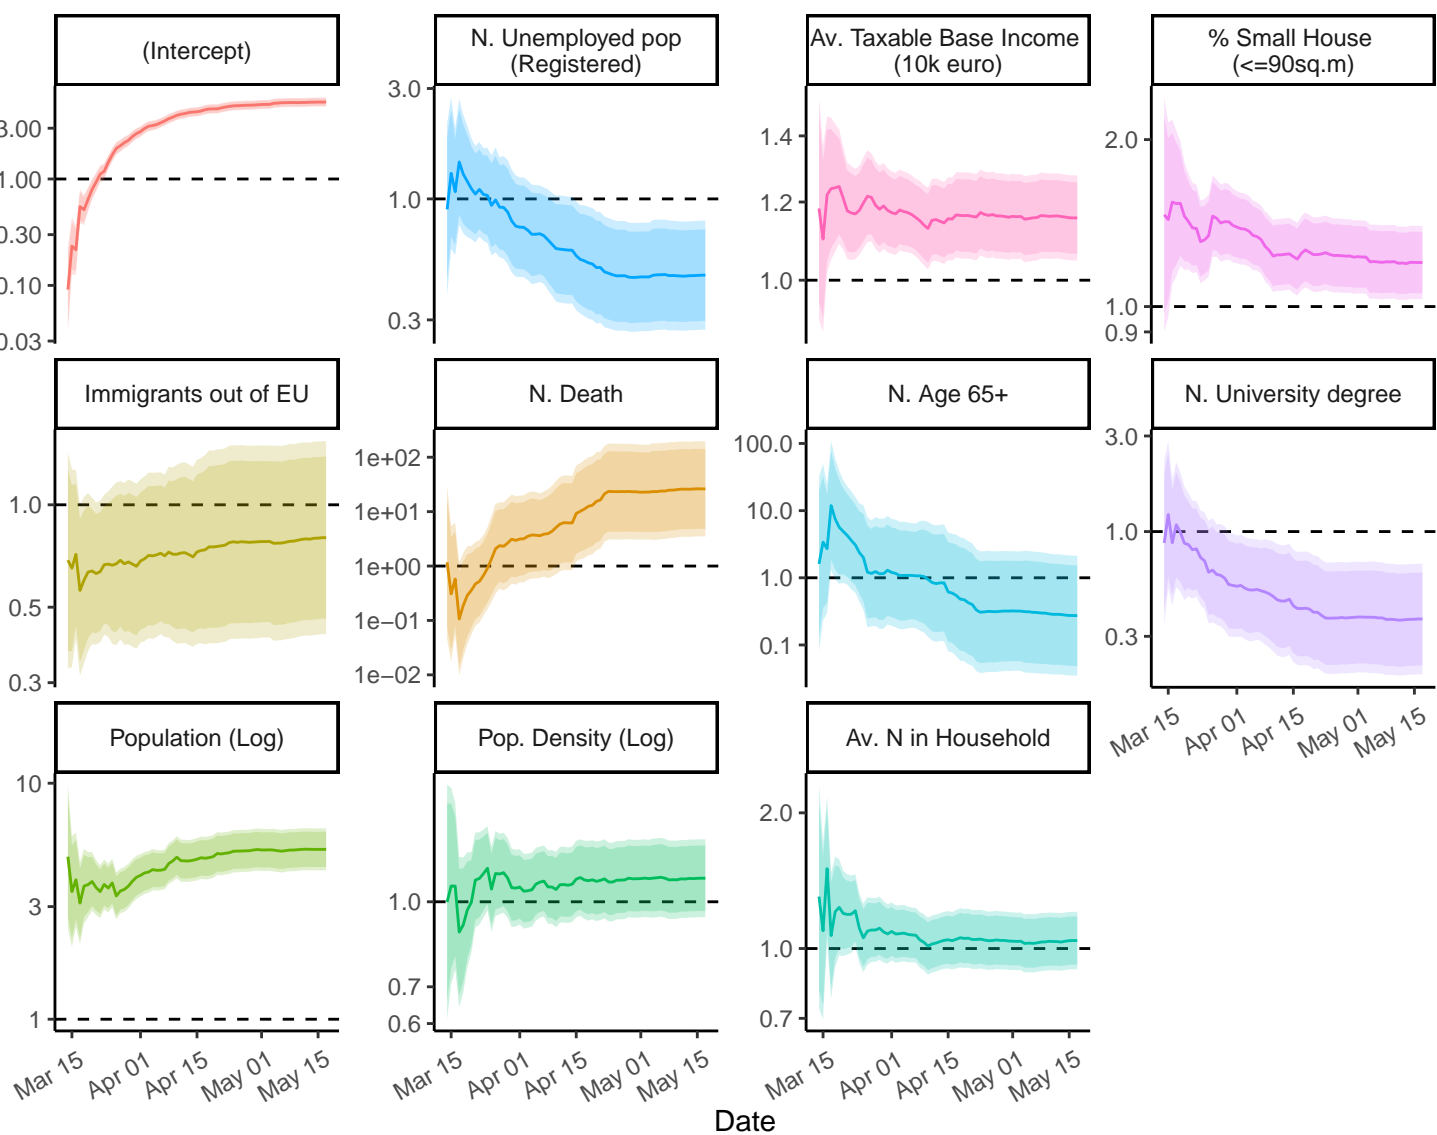 (Intercept)
N. Unemployed pop
(Registered)
Av. Taxable Base Income
(10k euro)
% Small House
(<=90sq.m)
3.00
1.00
0.30
0.10
0.03
3.0
1.0
0.3
1.4
1.2
1.0
2.0
1.0
0.9
Immigrants out of EU
N. Death
N. Age 65+
N. University degree
1.0
0.5
0.3
1e+02
1e+01
1e+00
1e−01
1e−02
100.0
10.0
1.0
0.1
3.0
1.0
0.3
Mar 15
Apr 01
Apr 15
May 01
May 15
Population (Log)
Pop. Density (Log)
Av. N in Household
10
3
1
1.0
0.7
0.6
2.0
1.0
0.7
Mar 15
Apr 01
Apr 15
May 01
May 15
Mar 15
Apr 01
Apr 15
May 01
May 15
Mar 15
Apr 01
Apr 15
May 01
May 15
Date